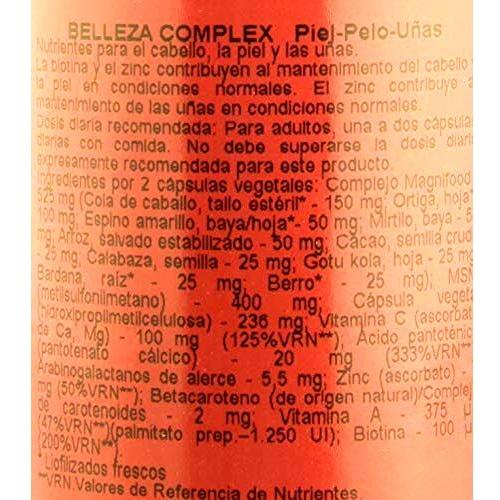 BELLEZA COMPLEX Piel-Pelo-Uñas
Nutrientes para el cabello, la piel y las uñas.
La biotina y el zinc contribuyen al mantenimiento del cabello y
la piel en condiciones normales. El zinc contribuye a
mantenimiento de las uñas en condiciones normales.
Dosis diaria recomendada: Para adultos, una a dos cápsulas
diarias con comida. No debe superarse la dosis diaria
expresamente recomendada para este producto.
Ingredientes por 2 cápsulas vegetales: Complejo Magnifood
525 mg (Cola de caballo, tallo estéril* - 150 mg; Ortiga, hoja*
100 mg; Espino amarillo, baya/hoja*- 50 mg; Mirtilo, baya - 5
mg; Arroz, salvado estabilizado - 50 mg; Cacao, semilla crud
- 25 mg; Calabaza, semilla - 25 mg; Gotu kola, hoja - 25 mg
Bardana, raíz* - 25 mg; Berro* - 25 mg); MSM
(metilsulfonilmetano) - 400 mg; Cápsula vegeta
(hidroxipropilmetilcelulosa) - 236 mg; Vitamina C (ascorbat
de Ca, Mg) - 100 mg (125%VRN**); Ácido pantoténic
(pantotenato cálcico) - 20 mg (333%VRN**
Arabinogalactanos de alerce - 5,5 mg; Zinc (ascorbato) -
mg (50%VRN**); Betacaroteno (de origen natural)/Complej
de carotenoides - 2 mg; Vitamina A - 375 µ
(47%VRN**)(palmitato prep.–1.250 UI); Biotina - 100 µ
(200%VRN**).
* Liofilizados frescos
**VRN.Valores de Referencia de Nutrientes.